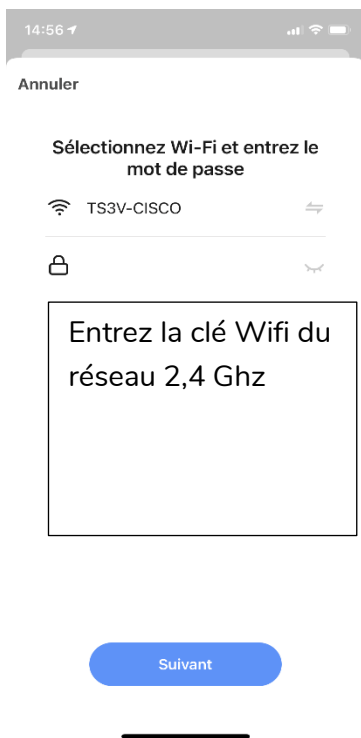 14:56
Annuler
Sélectionnez Wi-Fi et entrez le
mot de passe
TS3V-CISCO
Entrez la clé Wifi du
réseau 2,4 Ghz
Suivant